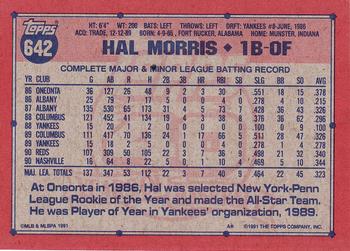 Topps
642
HT: 6'4" WT: 200 BATS: LEFT THROWS: LEFT DRAFT: YANKEES #8-JUNE, 1986
ACQ: TRADE, 12-12-89 BORN: 4-9-65, FORT RUCKER, ALABAMA HOME: MUNSTER, INDIANA
HAL MORRIS ♦ 1B-OF
COMPLETE MAJOR & MINOR LEAGUE BATTING RECORD
YR CLUB G AB R H 2B 3B HR RBI SB SLG BB SO AVG
86 ONEONTA 36 127 26 48 9 2 3 30 1 .551 18 15 .378
86 ALBANY 25 79 7 17 5 0 0 4 0 .278 4 10 .215
87 ALBANY 135 530 65 173 31 4 5 73 7 .428 36 43 .326
88 COLUMBUS 121 452 41 134 19 4 3 38 8 .376 36 62 .296
88 YANKEES 15 20 1 2 0 0 0 0 0 .100 0 9 .100
89 COLUMBUS 111 417 70 136 24 1 17 66 5 .511 28 47 .326
89 YANKEES 15 18 2 5 0 0 0 4 0 .278 1 4 .278
90 REDS 107 309 50 105 22 3 7 36 9 .498 21 32 .340
90 NASHVILLE 16 64 8 22 5 0 1 10 4 .469 5 10 .344
MAJ. LEA. TOTALS 137 347 53 112 22 3 7 40 9 .464 22 45 .323
At Oneonta in 1986, Hal was selected
New York-Penn
League Rookie of the Year and made the All-Star Team.
He was Player of Year in Yankees' organization, 1989.
©MLB & MLBPA 1991
A*
©1991 THE TOPPS COMPANY, INC.